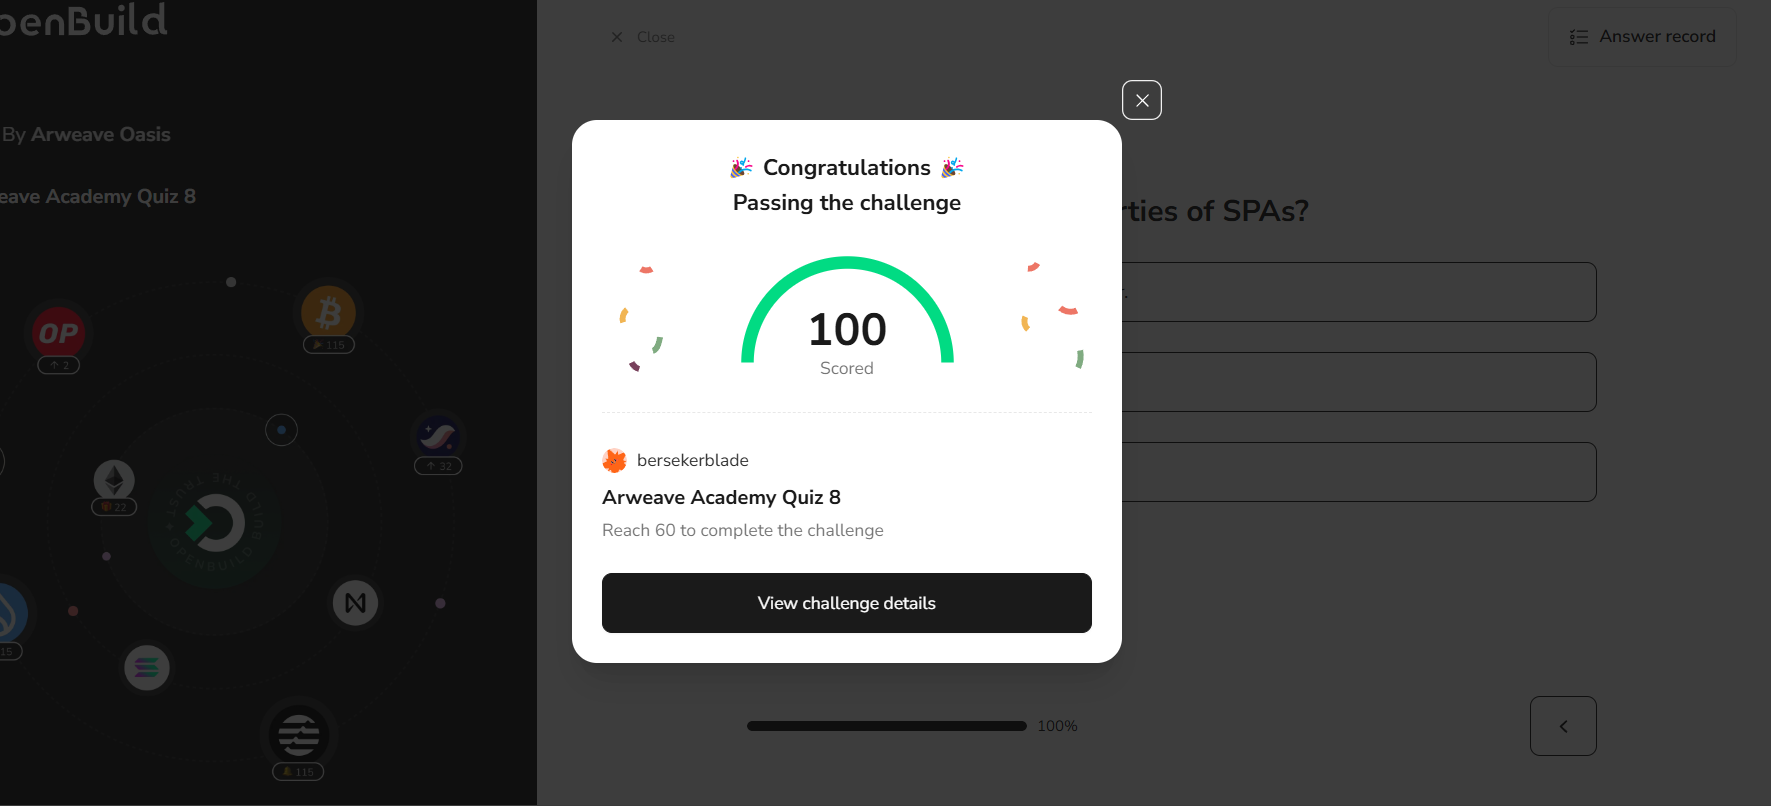 penBuild
By Arweave Oasis
eave Academy Quiz 8
OP
2
115
32
22
15
115
Close
Answer record
rties of SPAs?
r.
Congratulations
Passing the challenge
100
Scored
bersekerblade
Arweave Academy Quiz 8
Reach 60 to complete the challenge
View challenge details
100%